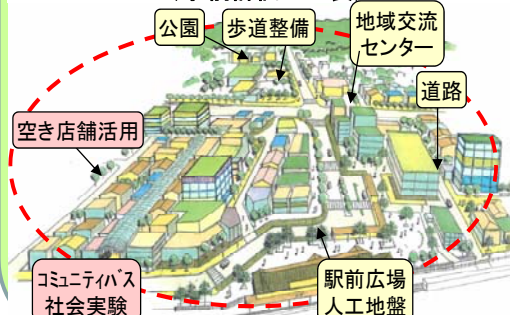 公園
歩道整備
地域交流
センター
道路
空き店舗活用
コミュニティバス
社会実験
駅前広場
人工地盤